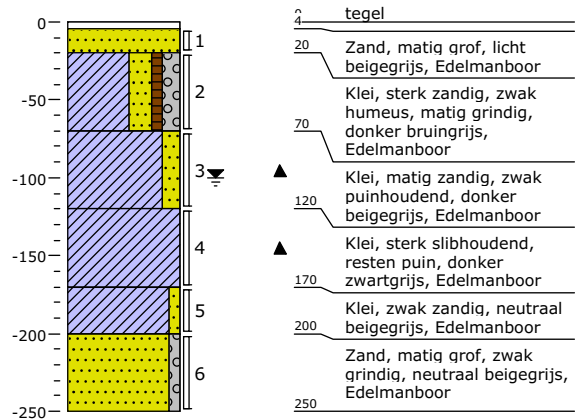 0
-50
-100
-150
-200
-250
1
2
3
4
5
6
0
4
tegel
20
Zand, matig grof, licht
beigegrijs, Edelmanboor
Klei, sterk zandig, zwak
humeus, matig grindig,
donker bruingrijs,
Edelmanboor
70
Klei, matig zandig, zwak
puinhoudend, donker
beigegrijs, Edelmanboor
120
Klei, sterk slibhoudend,
resten puin, donker
zwartgrijs, Edelmanboor
170
Klei, zwak zandig, neutraal
beigegrijs, Edelmanboor
200
Zand, matig grof, zwak
grindig, neutraal beigegrijs,
Edelmanboor
250